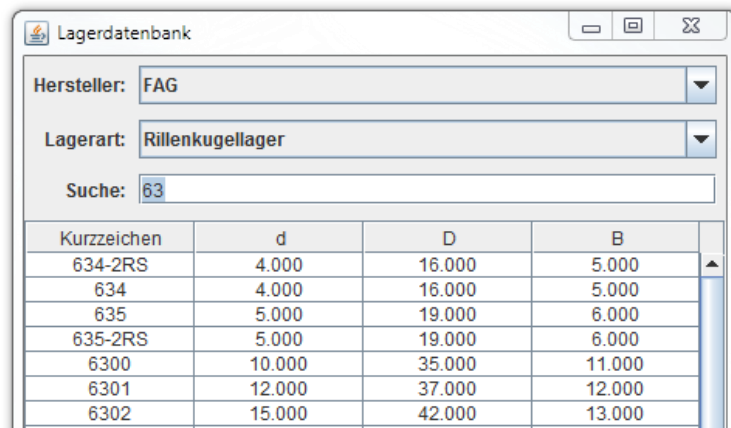 Lagerdatenbank
Hersteller: FAG
Lagerart: Rillenkugellager
Suche: 63
Kurzzeichen d D B
634-2RS 4.000 16.000 5.000
634 4.000 16.000 5.000
635 5.000 19.000 6.000
635-2RS 5.000 19.000 6.000
6300 10.000 35.000 11.000
6301 12.000 37.000 12.000
6302 15.000 42.000 13.000